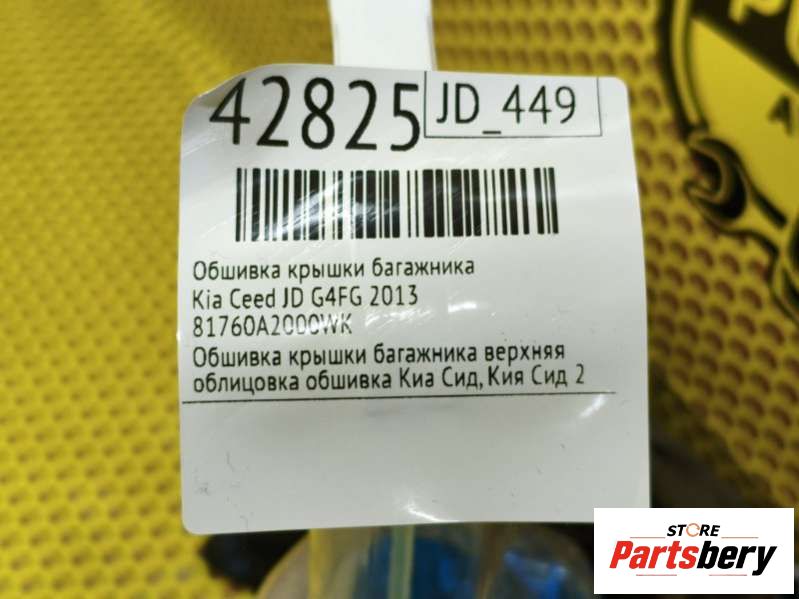 42825 JD_449
Обшивка крышки багажника
Kia Ceed JD G4FG 2013
81760A2000WK
Обшивка крышки багажника верхняя
облицовка обшивка Киа Сид, Кия Сид 2
STORE
Partsbery